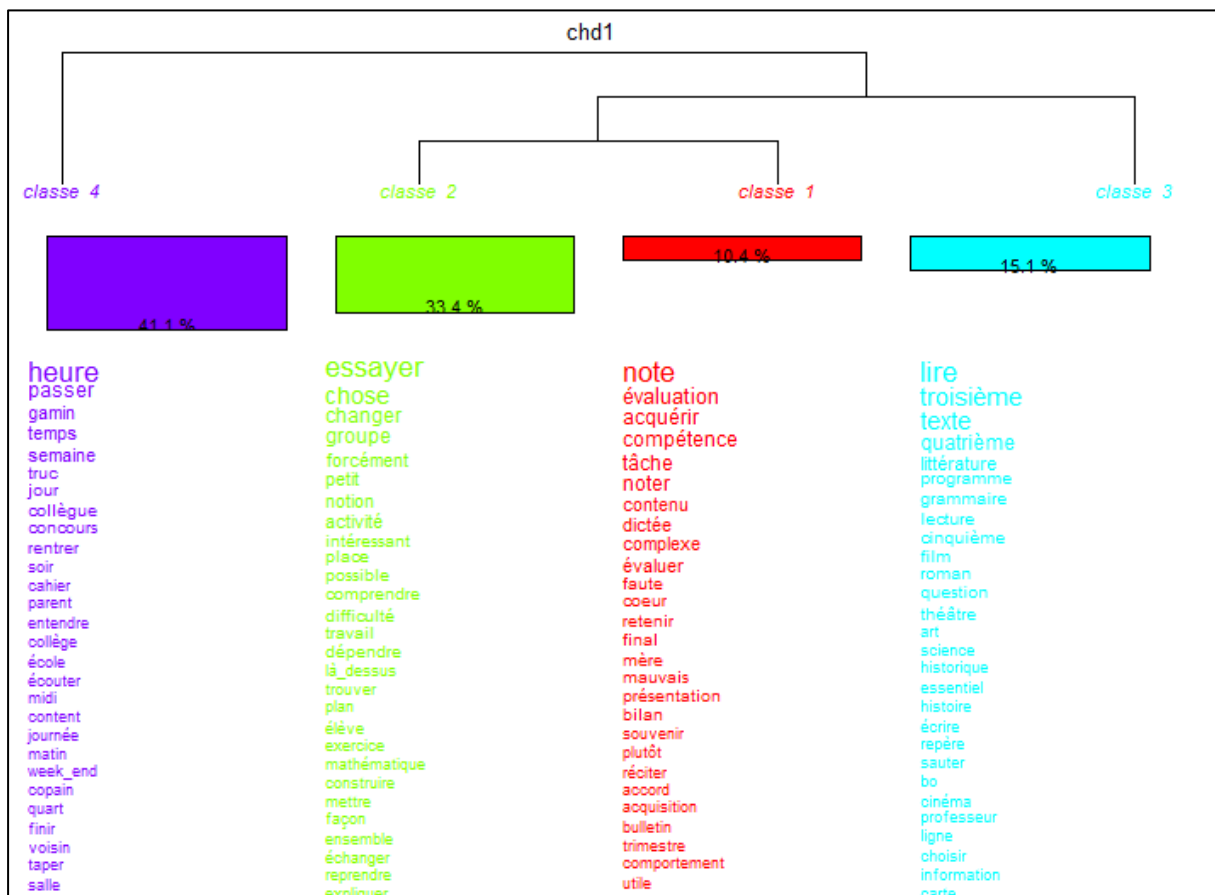 chd1
classe 4
classe 2
classe 1
classe 3
41.1 %
33.4 %
10.4 %
15.1 %
heure
passer
gamin
temps
semaine
truc
jour
collègue
concours
rentrer
soir
cahier
parent
entendre
collège
école
écouter
midi
content
journée
matin
week_end
copain
quart
finir
voisin
taper
salle
essayer
chose
changer
groupe
forcément
petit
notion
activité
intéressant
place
possible
comprendre
difficulté
travail
dépendre
là_dessus
trouver
plan
élève
exercice
mathématique
construire
mettre
façon
ensemble
échanger
reprendre
expliquer
note
évaluation
acquérir
compétence
tâche
noter
contenu
dictée
complexe
évaluer
faute
coeur
retenir
final
mère
mauvais
présentation
bilan
souvenir
plutôt
réciter
accord
acquisition
bulletin
trimestre
comportement
utile
lire
troisième
texte
quatrième
littérature
programme
grammaire
lecture
cinquième
film
roman
question
théâtre
art
science
historique
essentiel
histoire
écrire
repère
sauter
bo
cinéma
professeur
ligne
choisir
information
carte